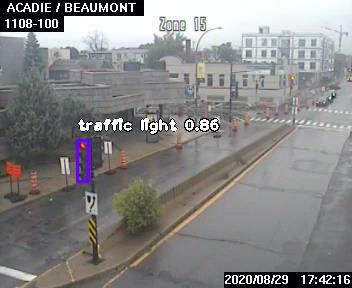 ACADIE / BEAUMONT
1108-100
Zone 15
traffic light 0.86
2020/08/29 17:42:16